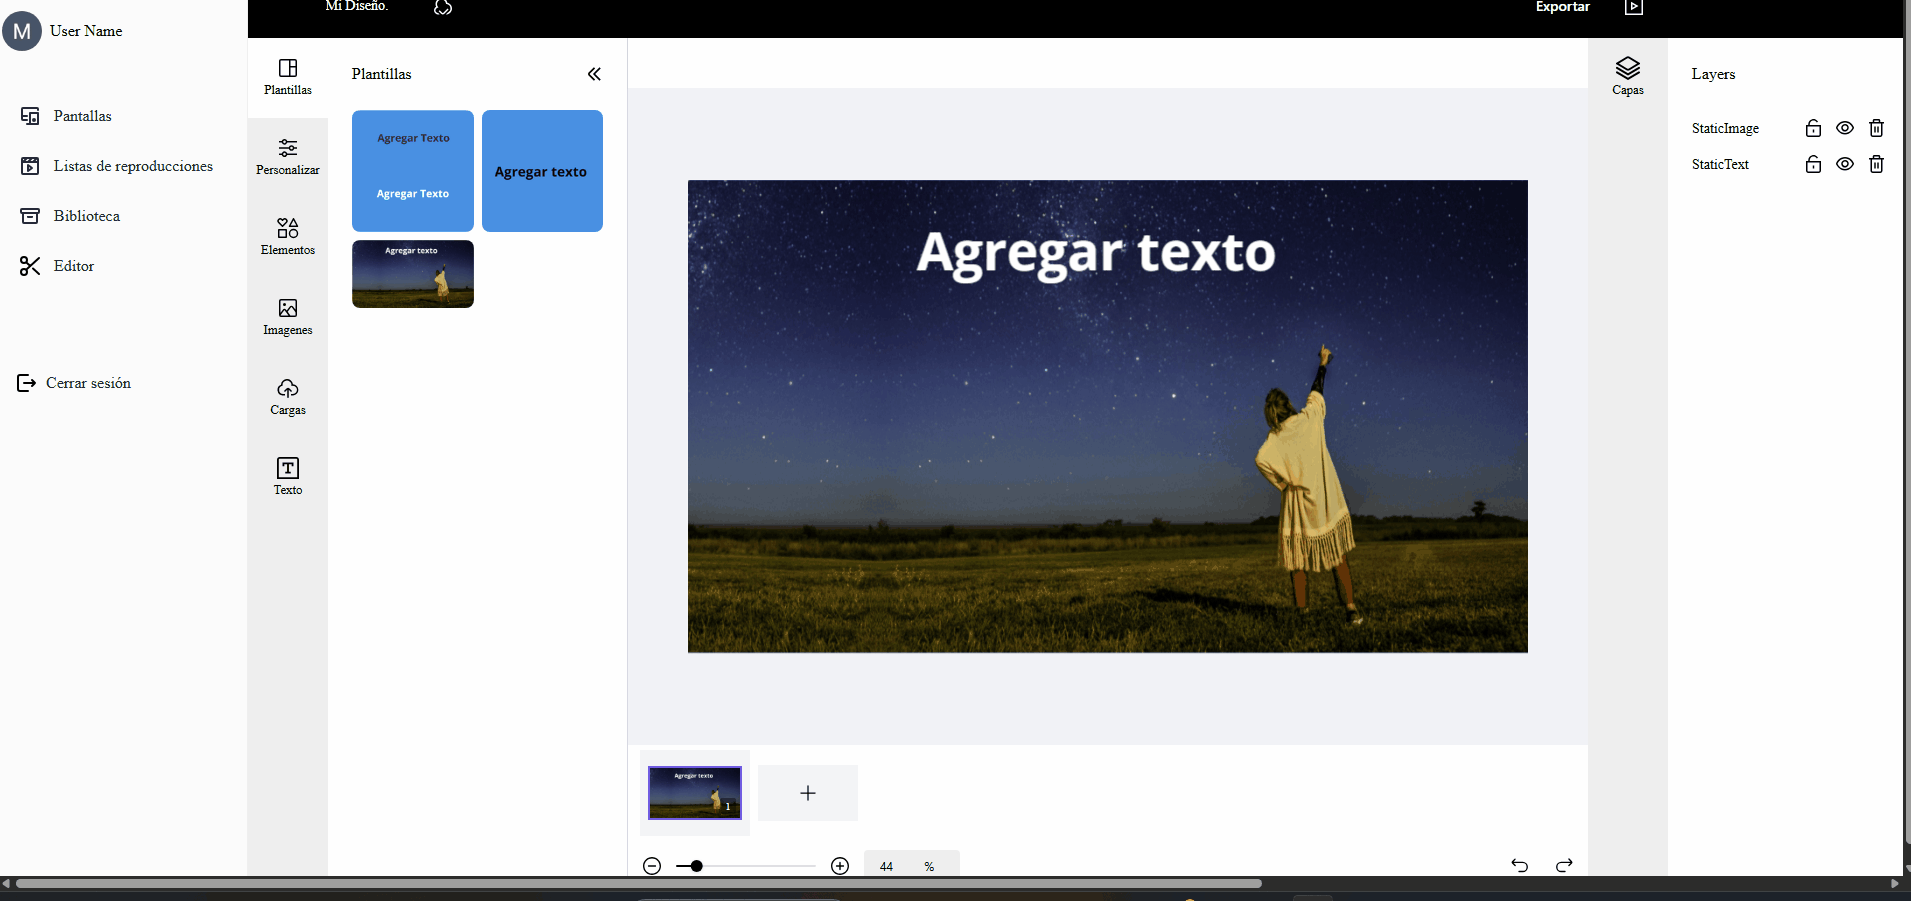 Mi Diseño.
Exportar
M
User Name
Pantallas
Listas de reproducciones
Biblioteca
Editor
Cerrar sesión
Plantillas
Personalizar
Elementos
Imagenes
Cargas
Texto
Plantillas
Agregar Texto
Agregar Texto
Agregar texto
Agregar texto
Agregar texto
Agregar texto
1
44 %
Capas
Layers
StaticImage
StaticText